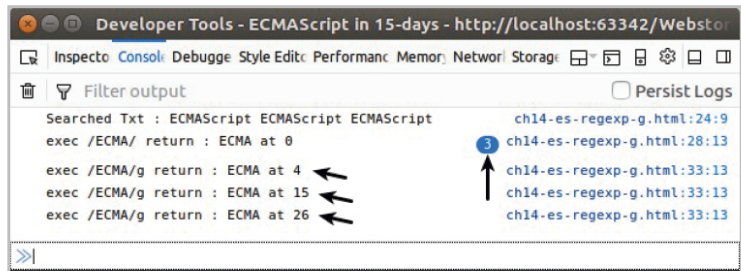 Developer Tools - ECMAScript in 15-days - http://localhost:63342/Webstor
Inspecto Console Debugge Style Editc Performanc Memor Networ Storage
Filter output Persist Logs
Searched Txt : ECMAScript ECMAScript ECMAScript ch14-es-regexp-g.html:24:9
exec /ECMA/ return : ECMA at 0 3 ch14-es-regexp-g.html:28:13
exec /ECMA/g return : ECMA at 4 ch14-es-regexp-g.html:33:13
exec /ECMA/g return : ECMA at 15 ch14-es-regexp-g.html:33:13
exec /ECMA/g return : ECMA at 26 ch14-es-regexp-g.html:33:13